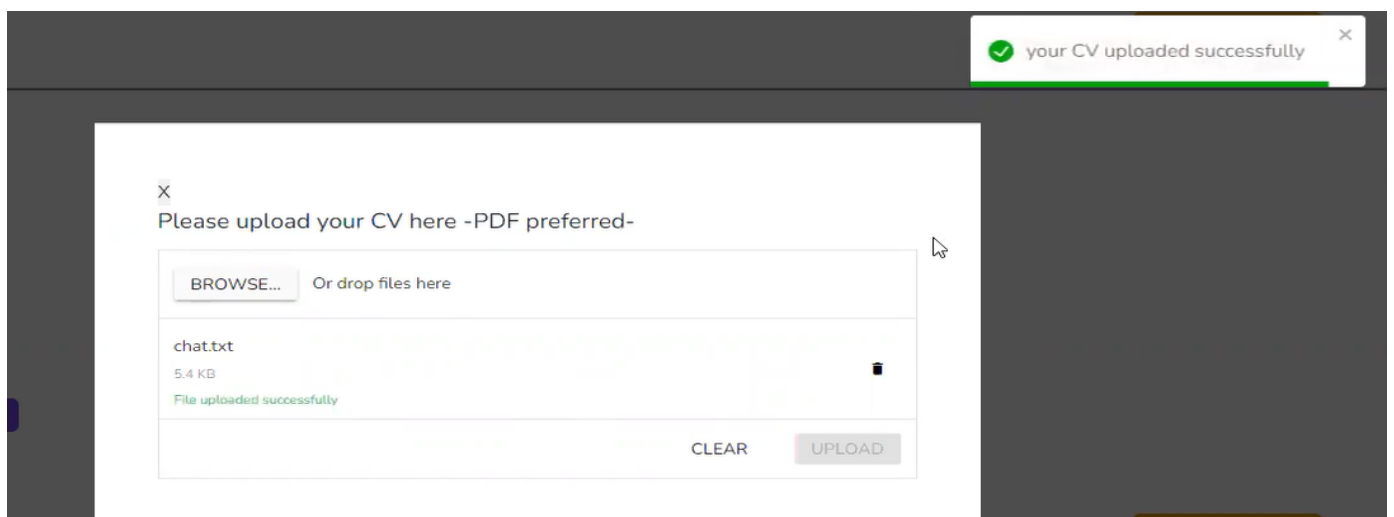 your CV uploaded successfully
X
Please upload your CV here -PDF preferred-
BROWSE... Or drop files here
chat.txt
5.4 KB
File uploaded successfully
CLEAR UPLOAD